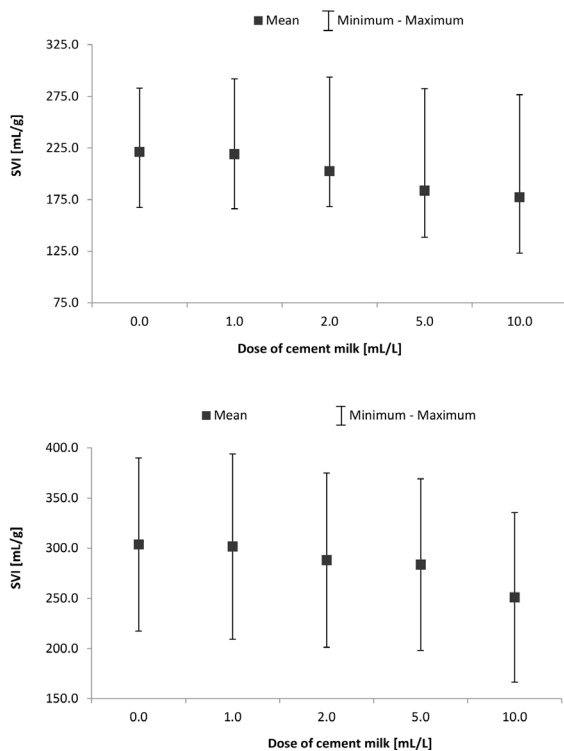 Mean Minimum - Maximum
325.0
275.0
225.0
175.0
125.0
75.0
SVI [mL/g]
0.0 1.0 2.0 5.0 10.0
Dose of cement milk [mL/L]
Mean Minimum - Maximum
400.0
350.0
300.0
250.0
200.0
150.0
SVI [mL/g]
0.0 1.0 2.0 5.0 10.0
Dose of cement milk [mL/L]